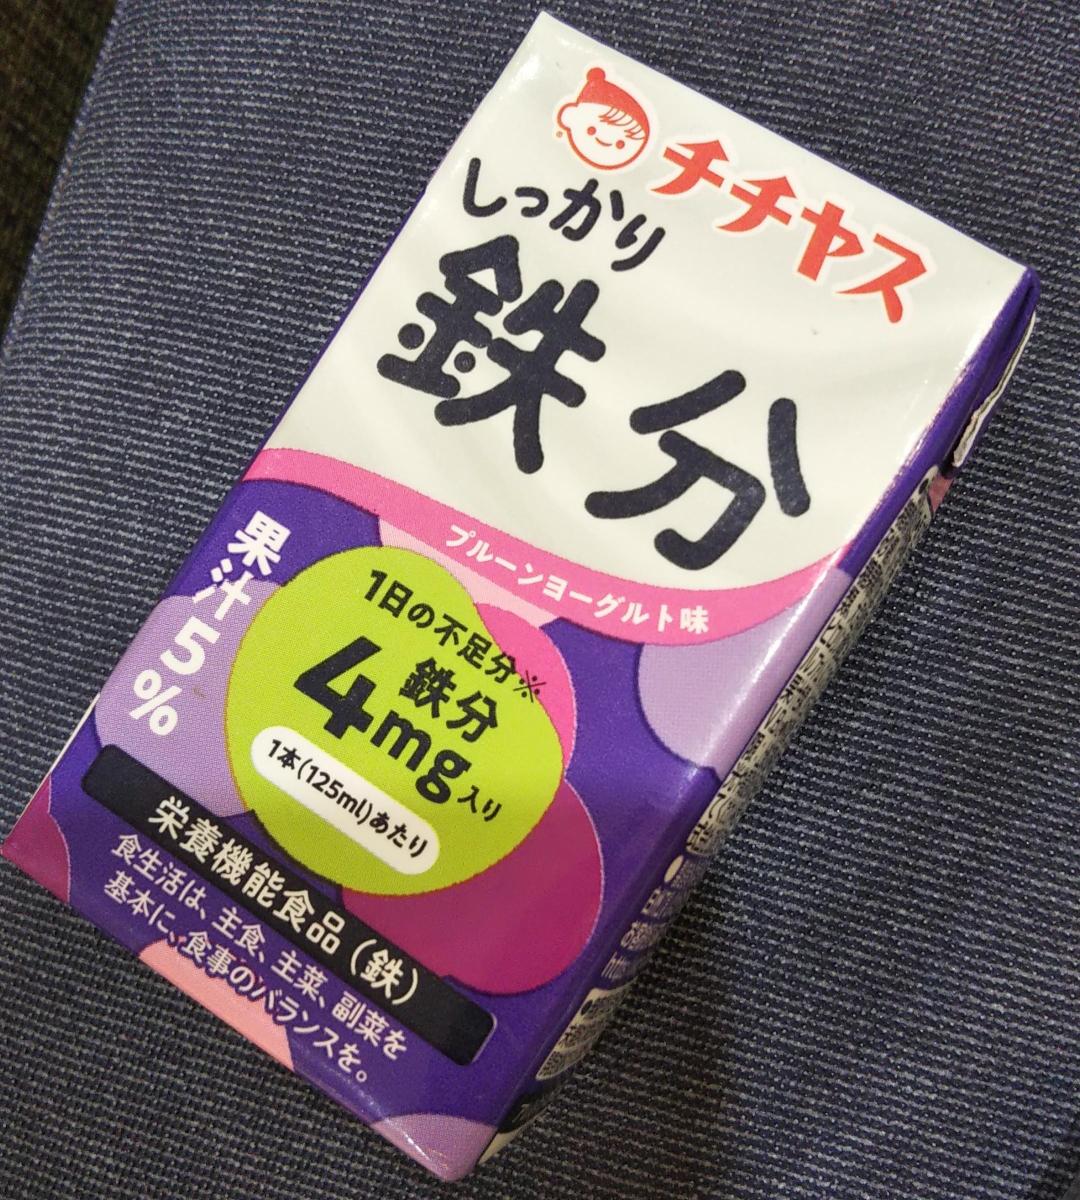 チチヤス
しっかり
鉄分
プルーンヨーグルト味
果汁5%
1日の不足分※
鉄分
4mg入り
1本(125ml)あたり
栄養機能食品(鉄)
食生活は、主食、主菜、副菜を
基本に、食事のバランスを。